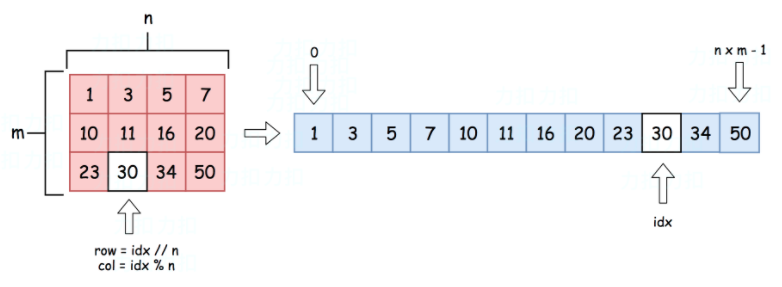 n
m
1 3 5 7
10 11 16 20
23 30 34 50
row = idx // n
col = idx % n
0
n x m - 1
1 3 5 7 10 11 16 20 23 30 34 50
idx